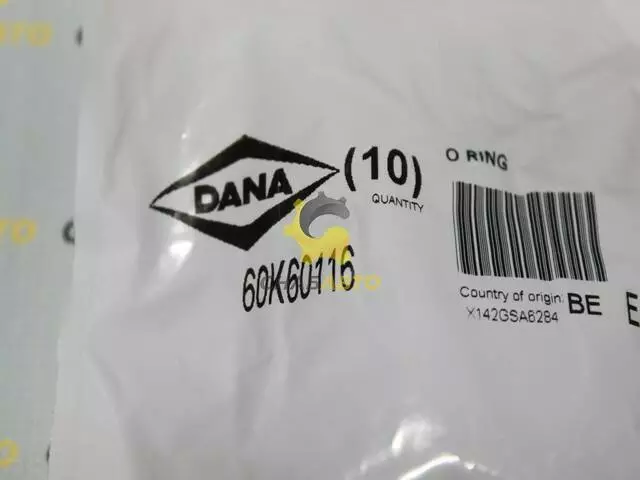 DANA
(10)
QUANTITY
60K60116
O RING
Country of origin: BE
X142GSA6284
E